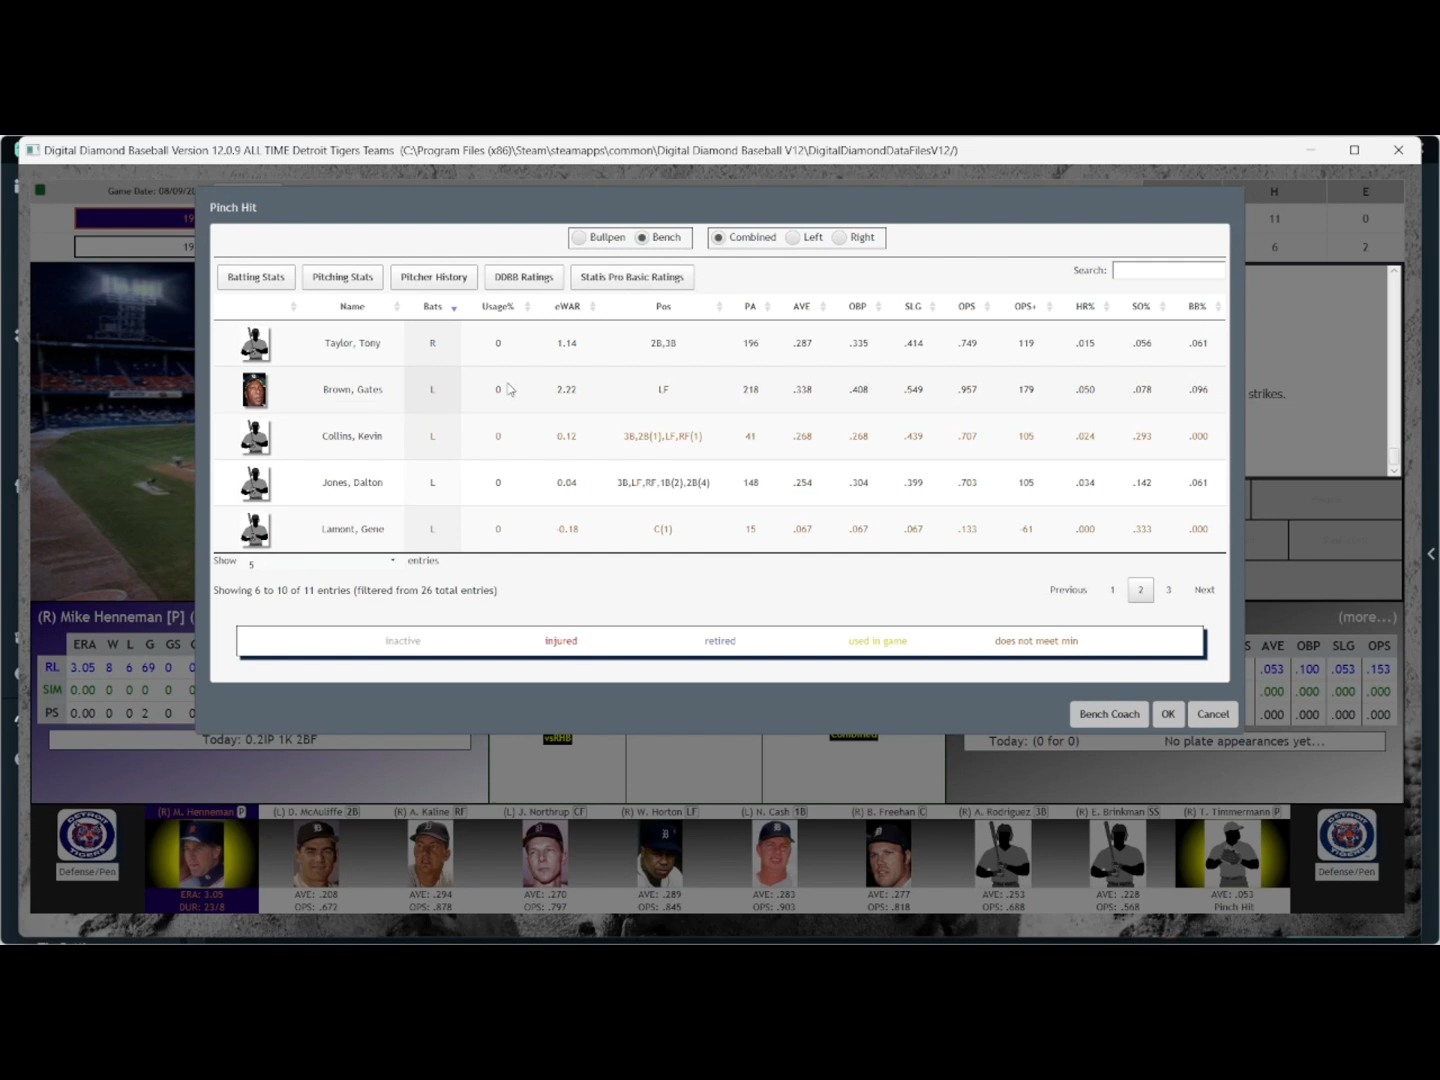 Digital Diamond Baseball Version 12.0.9 ALL TIME Detroit Tigers Teams (C:\Program Files (x86)\Steam\steamapps\common\Digital Diamond Baseball V12\DigitalDiamondDataFilesV12/)
Game Date: 08/09/20
H E
19 11 0
19 6 2
Pinch Hit
Bullpen Bench Combined Left Right
Batting Stats Pitching Stats Pitcher History DDBB Ratings Statis Pro Basic Ratings Search:
Name Bats Usage% eWAR Pos PA AVE OBP SLG OPS OPS+ HR% SO% BB%
Taylor, Tony R 0 1.14 2B,3B 196 .287 .335 .414 .749 119 .015 .056 .061
Brown, Gates L 0 2.22 LF 218 .338 .408 .549 .957 179 .050 .078 .096
strikes.
Collins, Kevin L 0 0.12 3B,2B(1),LF,RF(1) 41 .268 .268 .439 .707 105 .024 .293 .000
Jones, Dalton L 0 0.04 3B,LF,RF,1B(2),2B(4) 148 .254 .304 .399 .703 105 .034 .142 .061
Lamont, Gene L 0 -0.18 C(1) 15 .067 .067 .067 .133 -61 .000 .333 .000
Show 5 entries
Showing 6 to 10 of 11 entries (filtered from 26 total entries) Previous 1 2 3 Next
inactive injured retired used in game does not meet min
Bench Coach OK Cancel
(R) Mike Henneman [P] ( (more...)
ERA W L G GS S AVE OBP SLG OPS
RL 3.05 8 6 69 0 0 .053 .100 .053 .153
SIM 0.00 0 0 0 0 0 .000 .000 .000 .000
PS 0.00 0 0 2 0 0 .000 .000 .000 .000
Today: 0.2IP 1K 2BF vsRHB Combined Today: (0 for 0) No plate appearances yet...
(R) M. Henneman P (L) D. McAuliffe 2B (R) A. Kaline RF (L) J. Northrup CF (R) W. Horton LF (L) N. Cash 1B (R) B. Freehan C (R) A. Rodriguez 3B (R) E. Brinkman SS (R) T. Timmermann P
Defense/Pen Defense/Pen
ERA: 3.05 AVE: .208 AVE: .294 AVE: .270 AVE: .289 AVE: .283 AVE: .277 AVE: .253 AVE: .228 AVE: .053
DUR: 23/8 OPS: .672 OPS: .878 OPS: .797 OPS: .845 OPS: .903 OPS: .818 OPS: .688 OPS: .568 Pinch Hit